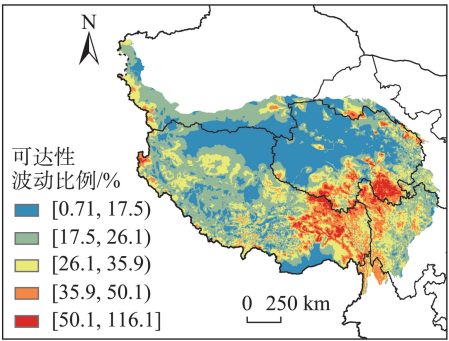 N
可达性
波动比例/%
[0.71, 17.5)
[17.5, 26.1)
[26.1, 35.9)
[35.9, 50.1)
[50.1, 116.1]
0 250 km